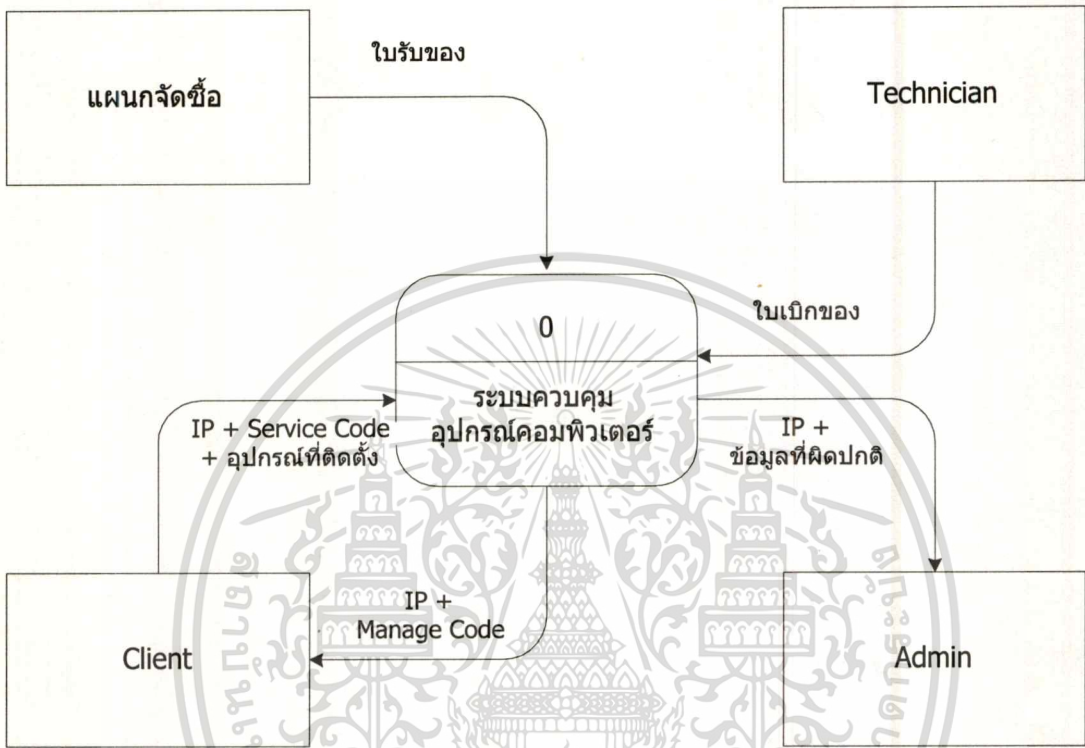 ใบรับของ
แผนกจัดซื้อ
Technician
ใบเบิกของ
0
ระบบควบคุม
อุปกรณ์คอมพิวเตอร์
IP + Service Code
+ อุปกรณ์ที่ติดตั้ง
IP +
ข้อมูลที่ผิดปกติ
IP +
Manage Code
Client
Admin